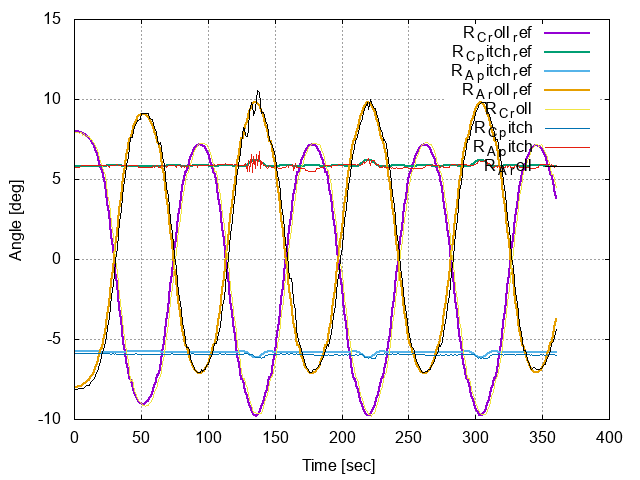 15
10
5
0
-5
-10
0 50 100 150 200 250 300 350 400
Angle [deg]
Time [sec]
R_Croll_ref
R_Cpitch_ref
R_Apitch_ref
R_Aroll_ref
R_Croll
R_Cpitch
R_Apitch
R_Aroll